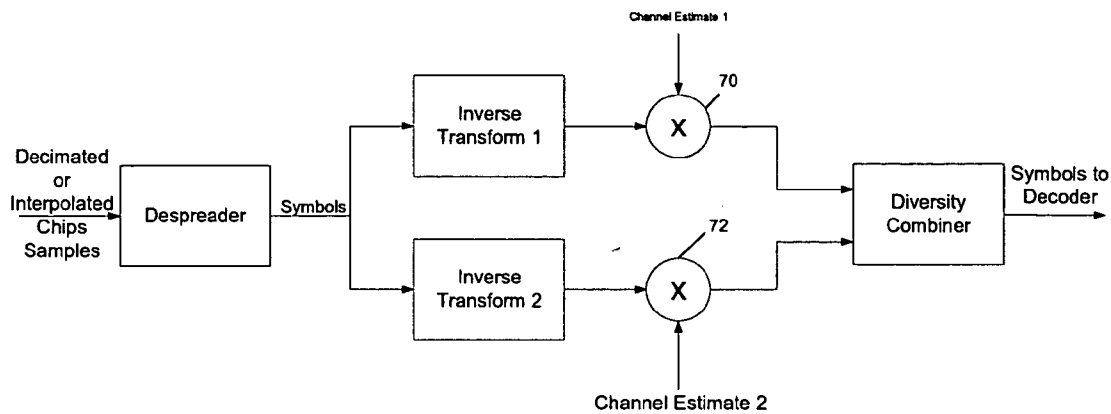 Channel Estimate 1
70
Inverse
Transform 1
X
Decimated
or
Interpolated
Chips
Samples
Despreader
Symbols
Diversity
Combiner
Symbols to
Decoder
72
Inverse
Transform 2
X
Channel Estimate 2